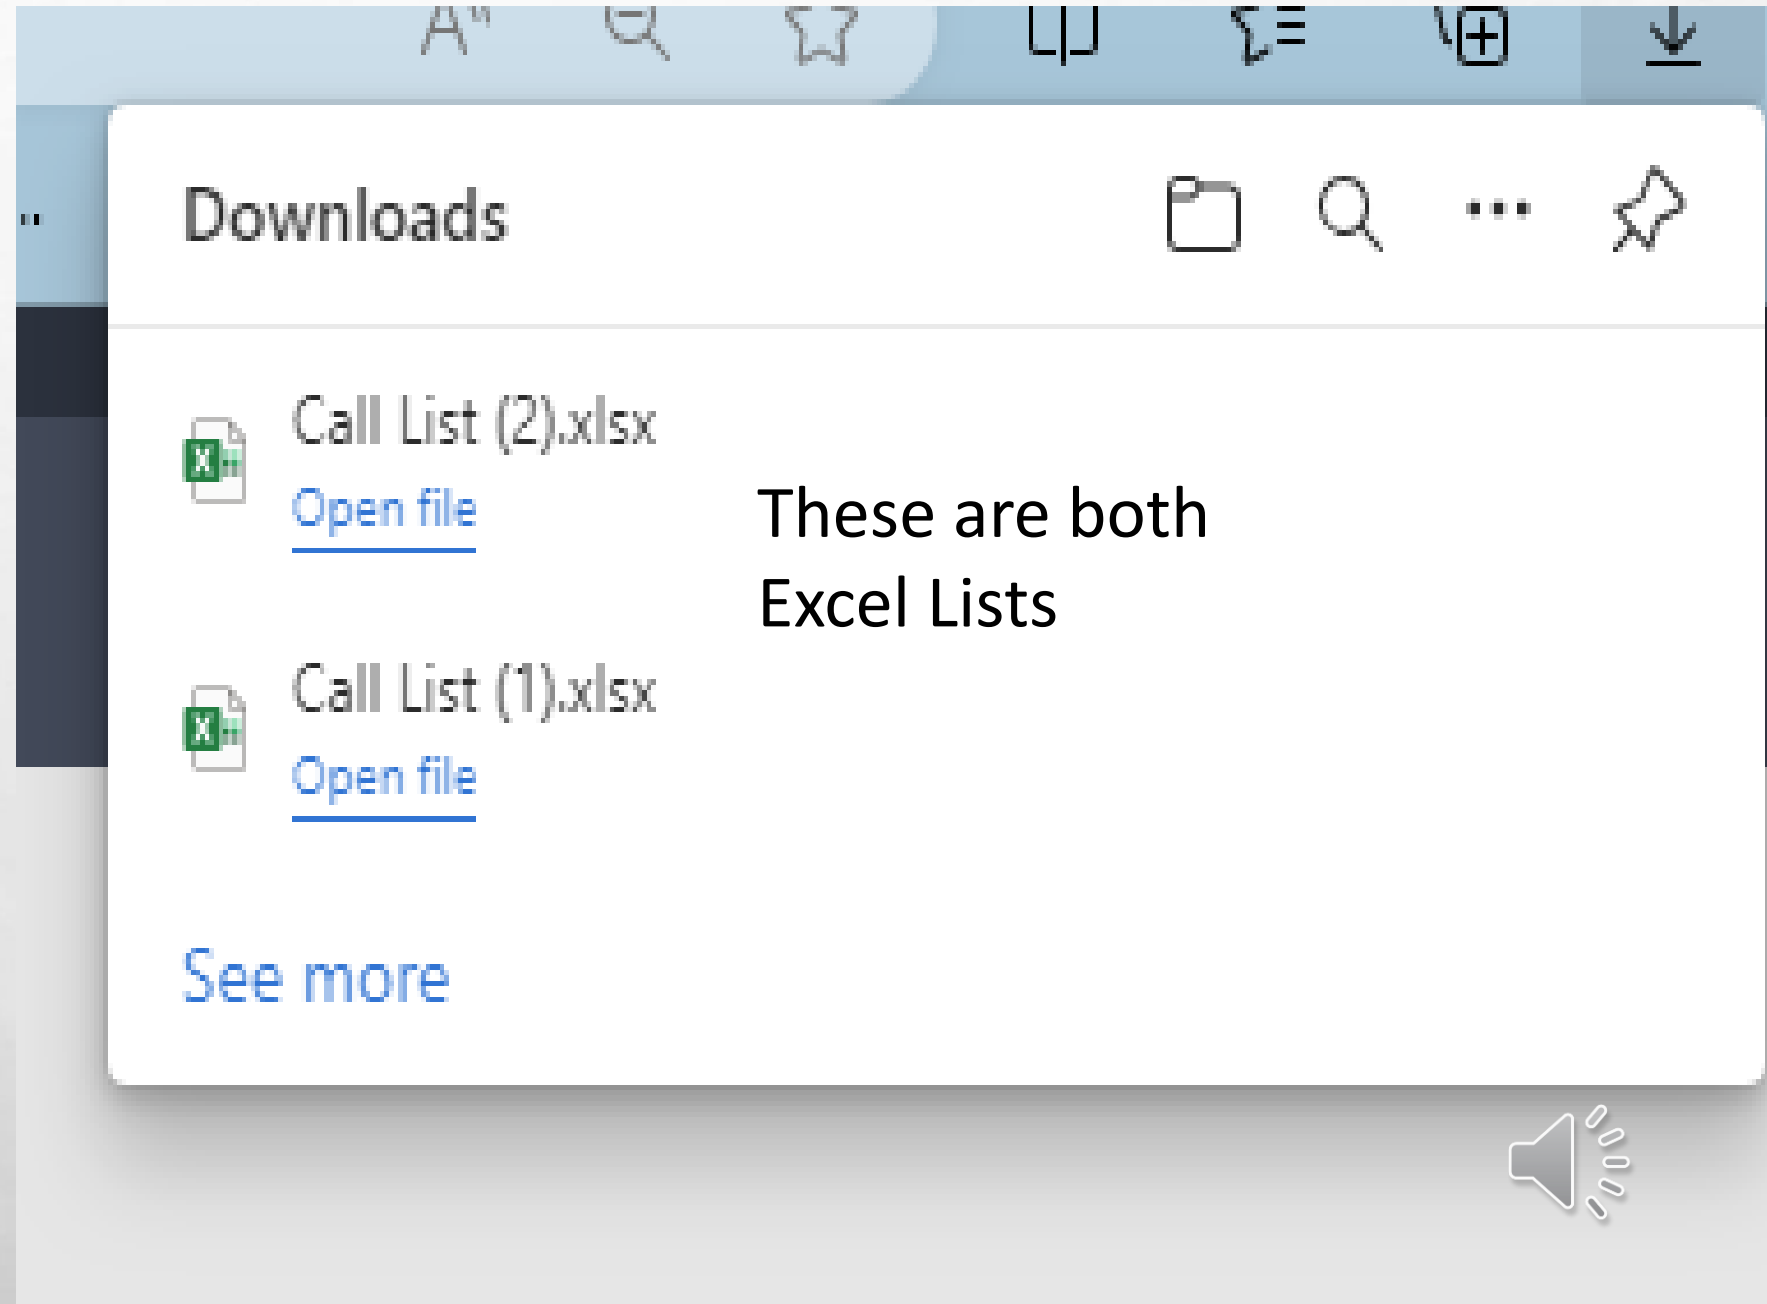 Downloads
Call List (2).xlsx
Open file
These are both
Excel Lists
Call List (1).xlsx
Open file
See more